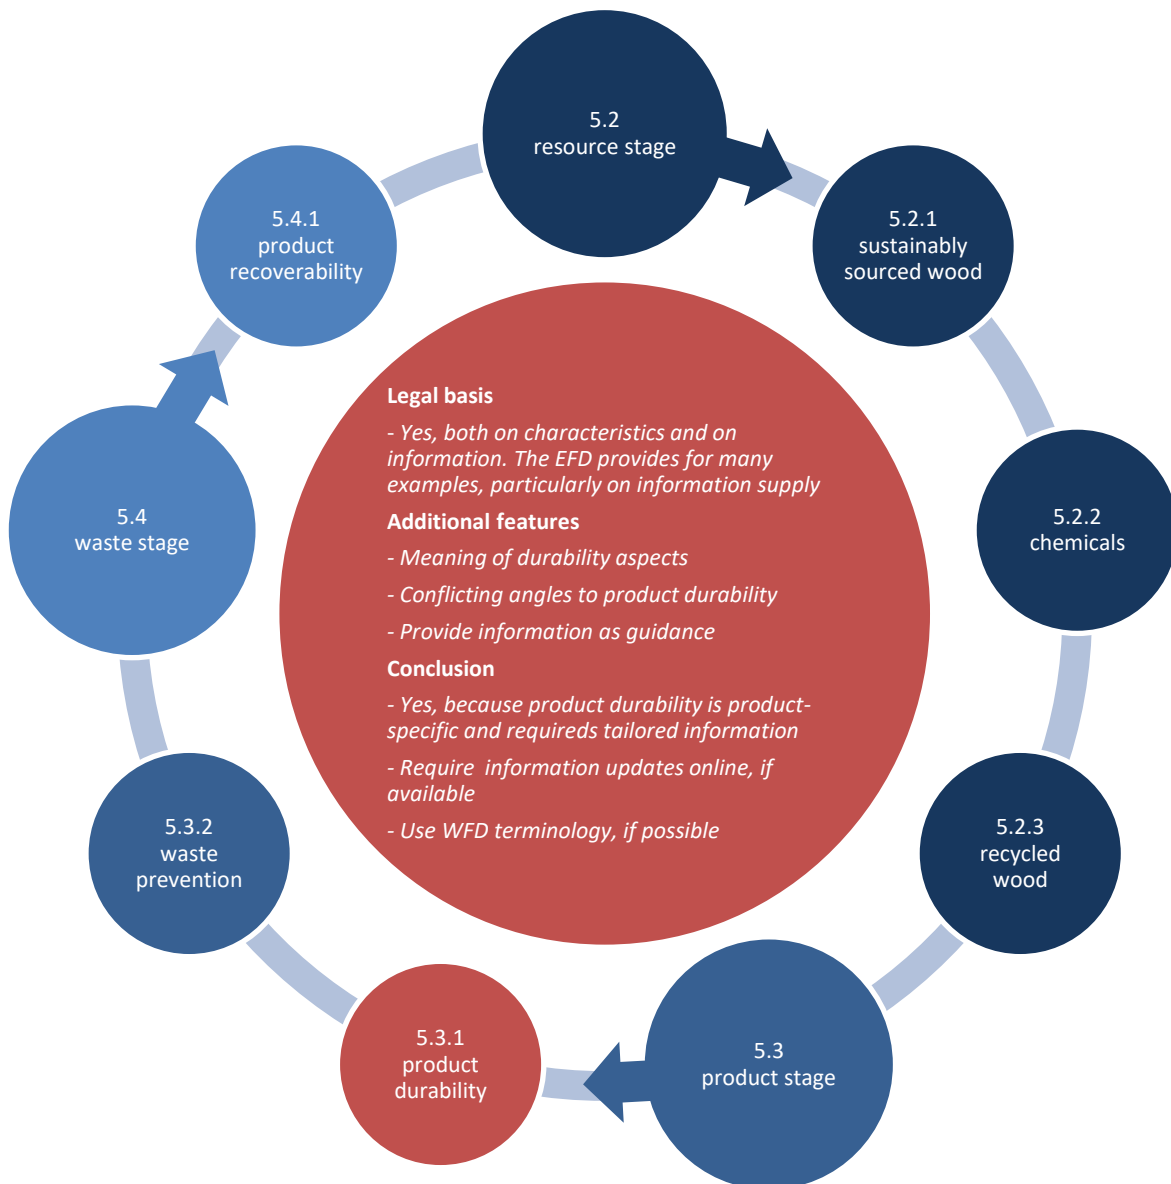 5.2
resource stage
5.2.1
sustainably
sourced wood
5.2.2
chemicals
5.2.3
recycled
wood
5.3
product stage
5.3.1
product
durability
5.3.2
waste
prevention
5.4
waste stage
5.4.1
product
recoverability
Legal basis
- Yes, both on characteristics and on
information. The EFD provides for many
examples, particularly on information supply
Additional features
- Meaning of durability aspects
- Conflicting angles to product durability
- Provide information as guidance
Conclusion
- Yes, because product durability is product-
specific and requireds tailored information
- Require  information updates online, if
available
- Use WFD terminology, if possible